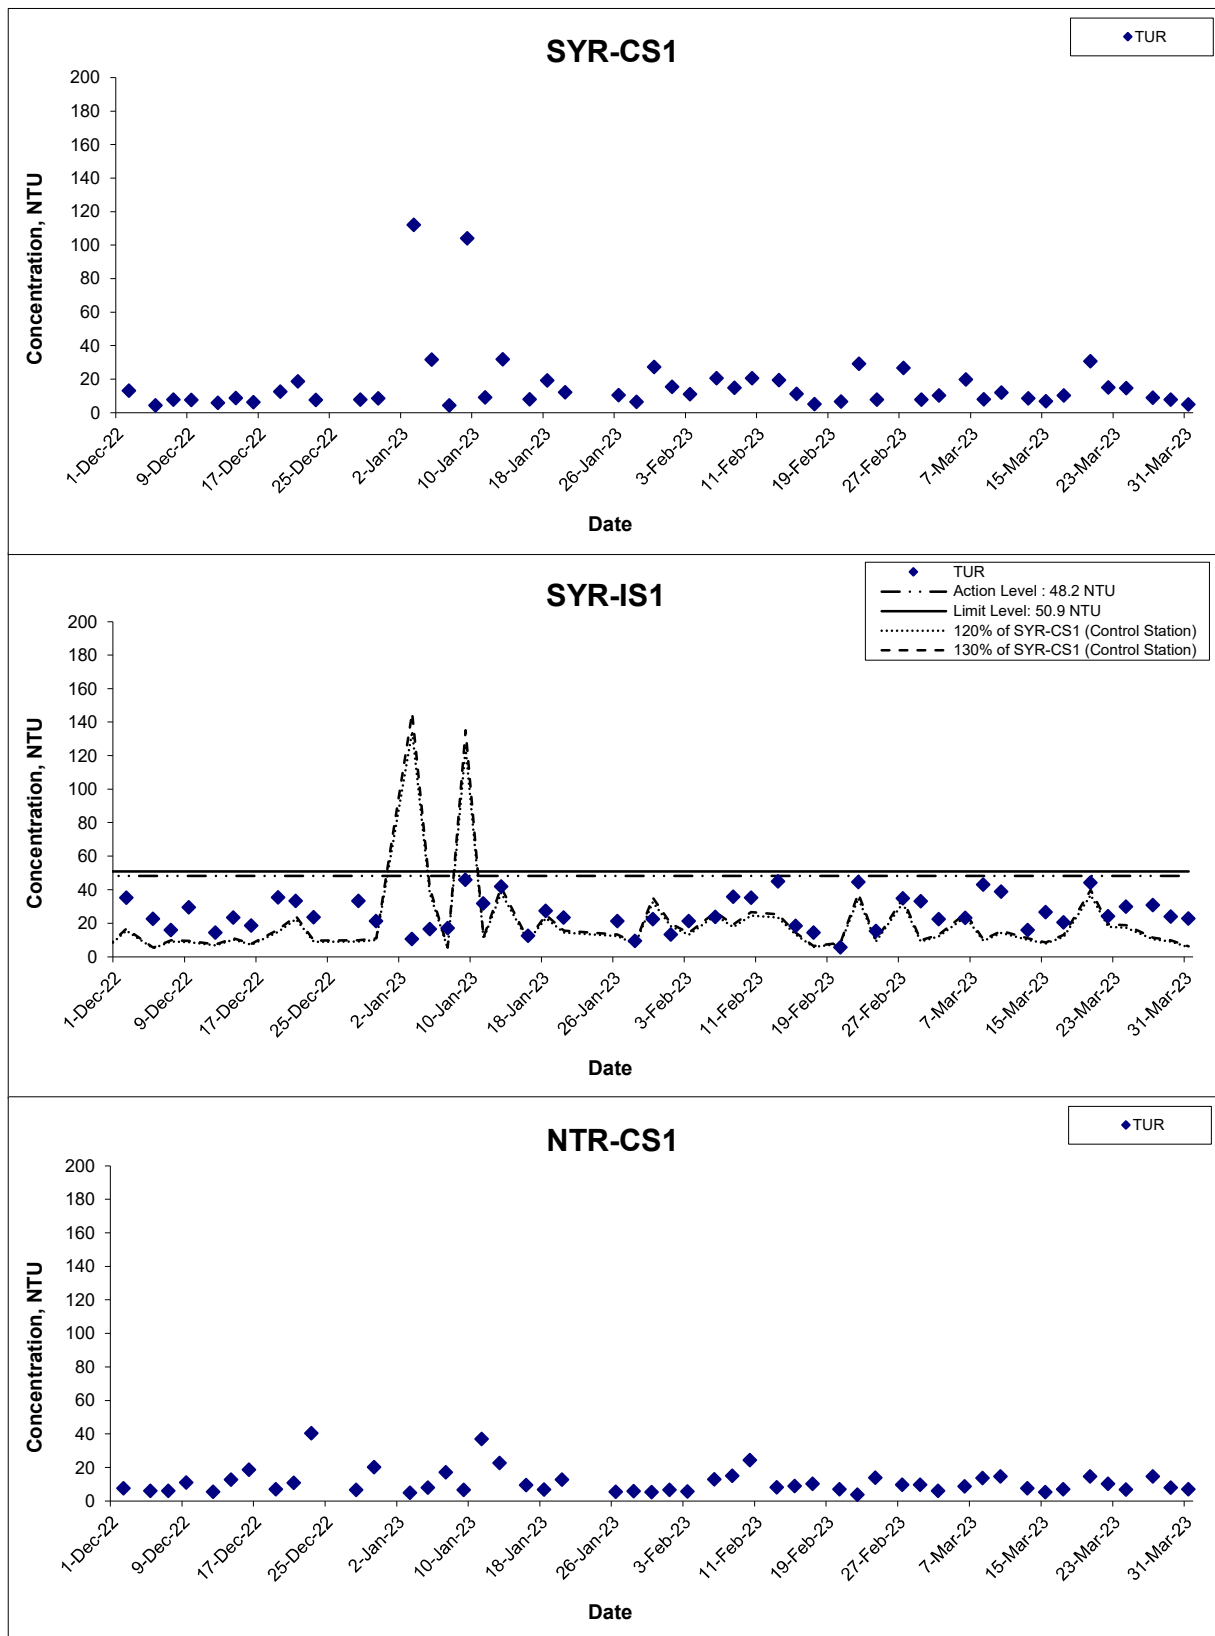 SYR-CS1
TUR
Concentration, NTU
200
180
160
140
120
100
80
60
40
20
0
1-Dec-22
9-Dec-22
17-Dec-22
25-Dec-22
2-Jan-23
10-Jan-23
18-Jan-23
26-Jan-23
3-Feb-23
11-Feb-23
19-Feb-23
27-Feb-23
7-Mar-23
15-Mar-23
23-Mar-23
31-Mar-23
Date
SYR-IS1
TUR
Action Level : 48.2 NTU
Limit Level: 50.9 NTU
120% of SYR-CS1 (Control Station)
130% of SYR-CS1 (Control Station)
Concentration, NTU
200
180
160
140
120
100
80
60
40
20
0
1-Dec-22
9-Dec-22
17-Dec-22
25-Dec-22
2-Jan-23
10-Jan-23
18-Jan-23
26-Jan-23
3-Feb-23
11-Feb-23
19-Feb-23
27-Feb-23
7-Mar-23
15-Mar-23
23-Mar-23
31-Mar-23
Date
NTR-CS1
TUR
Concentration, NTU
200
180
160
140
120
100
80
60
40
20
0
1-Dec-22
9-Dec-22
17-Dec-22
25-Dec-22
2-Jan-23
10-Jan-23
18-Jan-23
26-Jan-23
3-Feb-23
11-Feb-23
19-Feb-23
27-Feb-23
7-Mar-23
15-Mar-23
23-Mar-23
31-Mar-23
Date